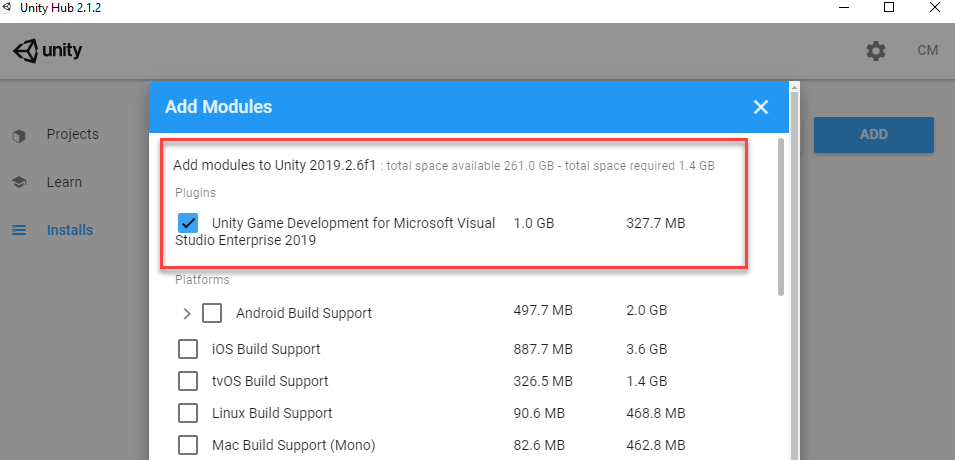 Unity Hub 2.1.2
unity
CM
Projects
Learn
Installs
ADD
Add Modules
Add modules to Unity 2019.2.6f1 : total space available 261.0 GB - total space required 1.4 GB
Plugins
Unity Game Development for Microsoft Visual 1.0 GB 327.7 MB
Studio Enterprise 2019
Platforms
Android Build Support 497.7 MB 2.0 GB
iOS Build Support 887.7 MB 3.6 GB
tvOS Build Support 326.5 MB 1.4 GB
Linux Build Support 90.6 MB 468.8 MB
Mac Build Support (Mono) 82.6 MB 462.8 MB